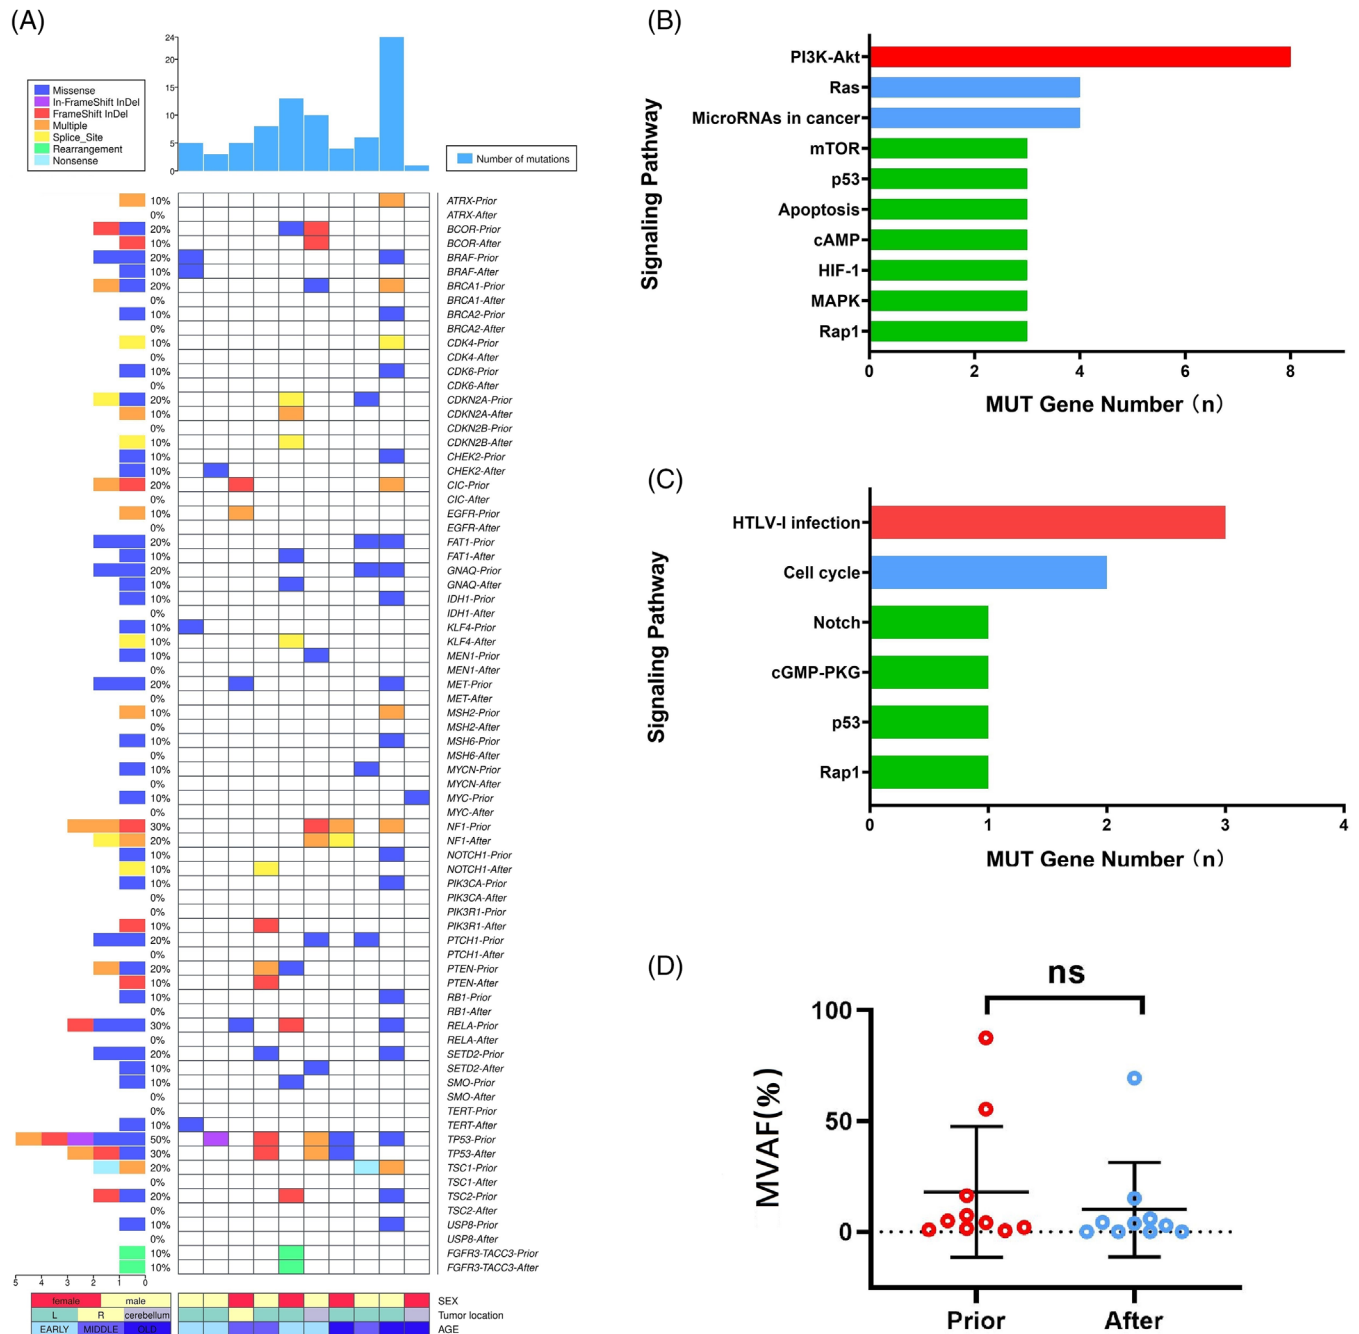 (A)
24
20
15
10
5
0
Missense
In-FrameShift InDel
FrameShift InDel
Multiple
Splice_Site
Rearrangement
Nonsense
Number of mutations
10% ATRX-Prior
0% ATRX-After
20% BCOR-Prior
10% BCOR-After
20% BRAF-Prior
10% BRAF-After
20% BRCA1-Prior
0% BRCA1-After
10% BRCA2-Prior
0% BRCA2-After
10% CDK4-Prior
0% CDK4-After
10% CDK6-Prior
0% CDK6-After
20% CDKN2A-Prior
10% CDKN2A-After
0% CDKN2B-Prior
10% CDKN2B-After
10% CHEK2-Prior
10% CHEK2-After
20% CIC-Prior
0% CIC-After
10% EGFR-Prior
0% EGFR-After
20% FAT1-Prior
10% FAT1-After
20% GNAQ-Prior
10% GNAQ-After
10% IDH1-Prior
0% IDH1-After
10% KLF4-Prior
10% KLF4-After
10% MEN1-Prior
0% MEN1-After
20% MET-Prior
0% MET-After
10% MSH2-Prior
0% MSH2-After
10% MSH6-Prior
0% MSH6-After
10% MYCN-Prior
0% MYCN-After
10% MYC-Prior
0% MYC-After
30% NF1-Prior
20% NF1-After
10% NOTCH1-Prior
10% NOTCH1-After
10% PIK3CA-Prior
0% PIK3CA-After
0% PIK3R1-Prior
10% PIK3R1-After
20% PTCH1-Prior
0% PTCH1-After
20% PTEN-Prior
10% PTEN-After
10% RB1-Prior
0% RB1-After
30% RELA-Prior
0% RELA-After
20% SETD2-Prior
10% SETD2-After
10% SMO-Prior
0% SMO-After
0% TERT-Prior
10% TERT-After
50% TP53-Prior
30% TP53-After
20% TSC1-Prior
0% TSC1-After
20% TSC2-Prior
0% TSC2-After
10% USP8-Prior
0% USP8-After
10% FGFR3-TACC3-Prior
10% FGFR3-TACC3-After
5 4 3 2 1 0
female male SEX
L R cerebellum Tumor location
EARLY MIDDLE OLD AGE
(B)
Signaling Pathway
PI3K-Akt
Ras
MicroRNAs in cancer
mTOR
p53
Apoptosis
cAMP
HIF-1
MAPK
Rap1
0 2 4 6 8
MUT Gene Number（n）
(C)
Signaling Pathway
HTLV-I infection
Cell cycle
Notch
cGMP-PKG
p53
Rap1
0 1 2 3 4
MUT Gene Number（n）
(D)
ns
MVAF(%)
100
50
0
Prior After